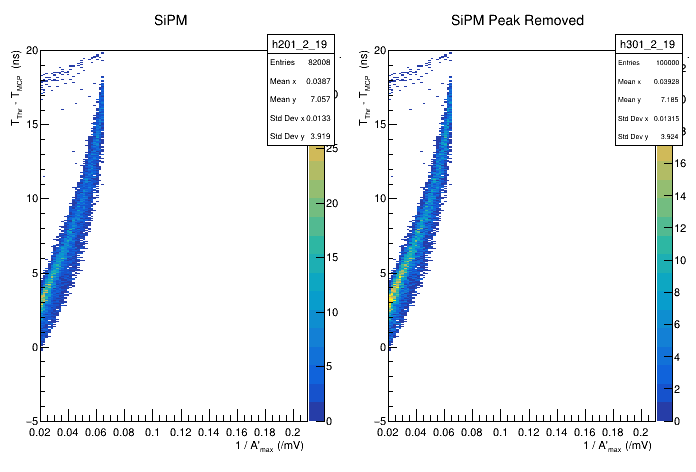 SiPM
h201_2_19
Entries 82008
Mean x 0.0387
Mean y 7.057
Std Dev x 0.0133
Std Dev y 3.919
T_Thr - T_MCP (ns)
20
15
10
5
0
−5
0.02 0.04 0.06 0.08 0.1 0.12 0.14 0.16 0.18 0.2
1 / A'_max (/mV)
25
20
15
10
5
0
SiPM Peak Removed
h301_2_19
Entries 100000
Mean x 0.03928
Mean y 7.185
Std Dev x 0.01315
Std Dev y 3.924
T_Thr - T_MCP (ns)
20
15
10
5
0
−5
0.02 0.04 0.06 0.08 0.1 0.12 0.14 0.16 0.18 0.2
1 / A'_max (/mV)
16
14
12
10
8
6
4
2
0